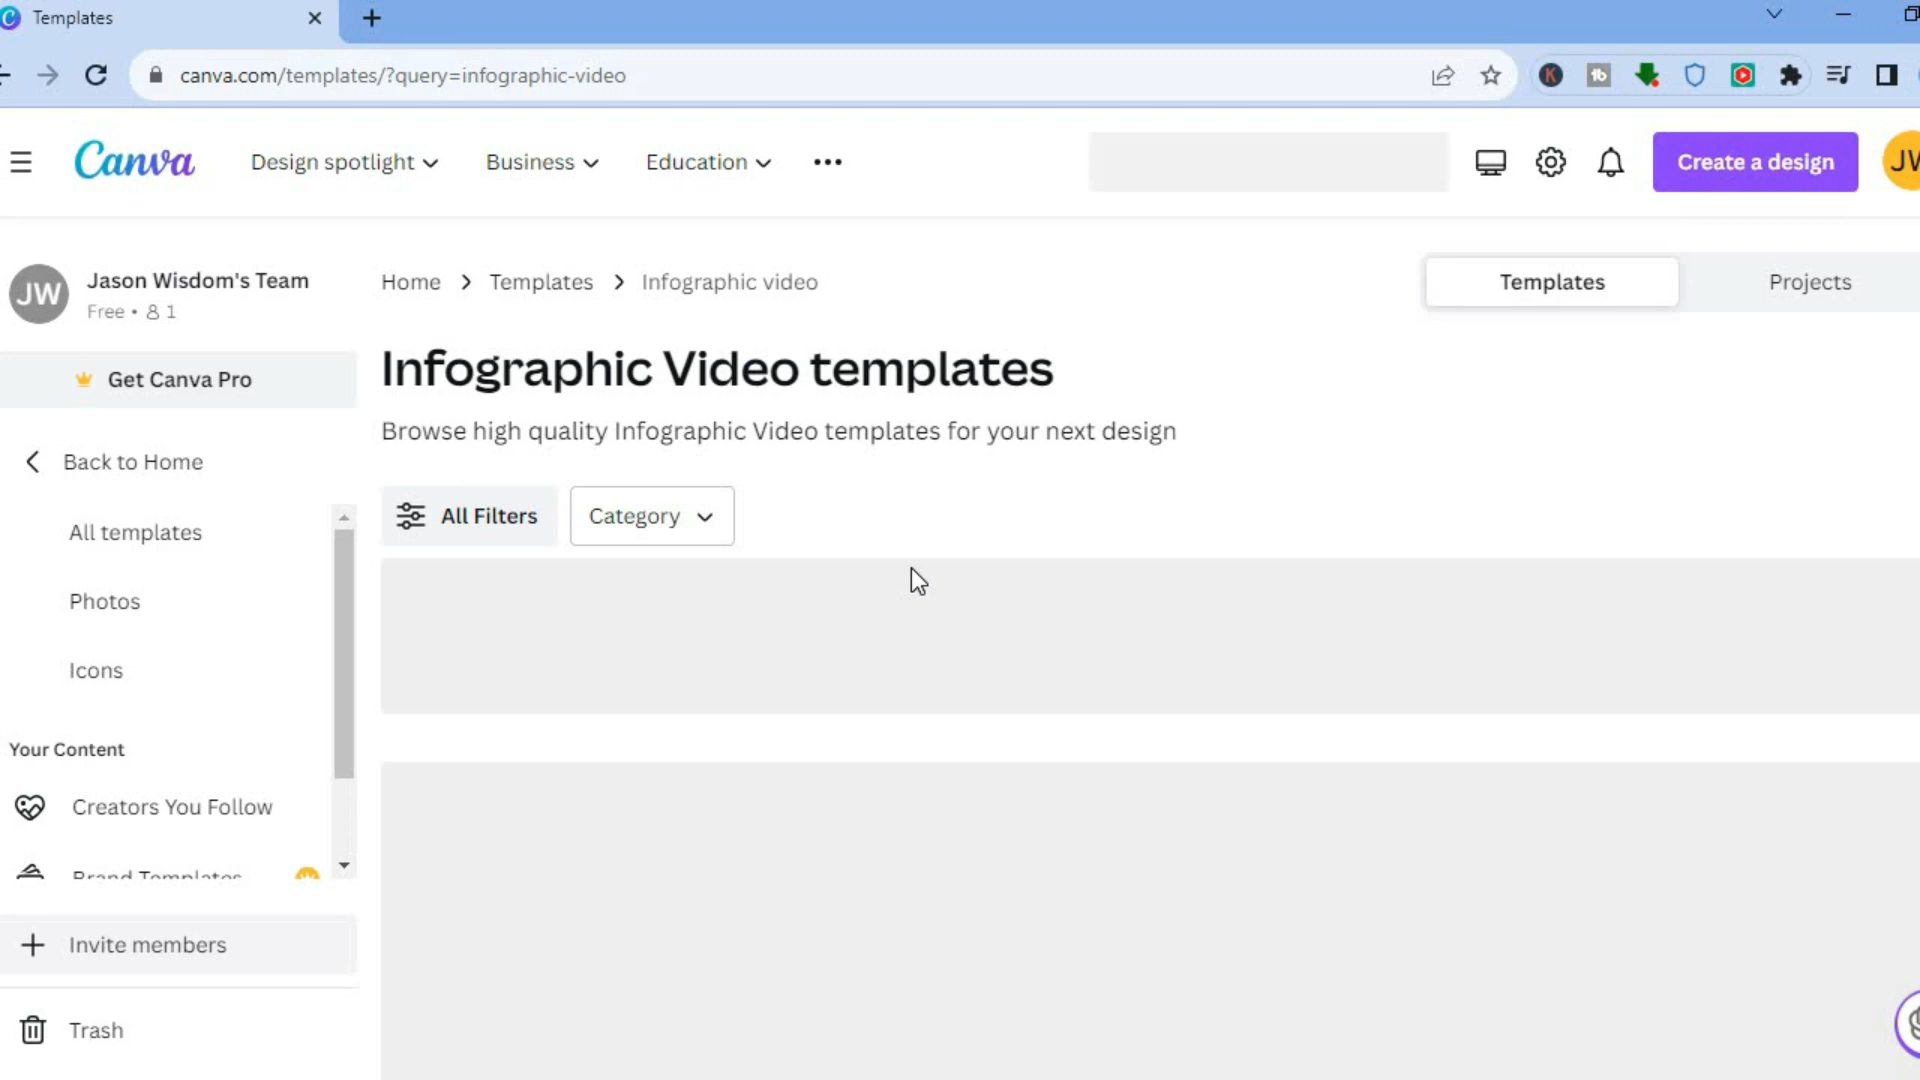 Templates
canva.com/templates/?query=infographic-video
Canva
Design spotlight
Business
Education
Create a design
JW
Jason Wisdom's Team
Free • 1
Home > Templates > Infographic video
Templates
Projects
Get Canva Pro
Infographic Video templates
Browse high quality Infographic Video templates for your next design
Back to Home
All Filters
Category
All templates
Photos
Icons
Your Content
Creators You Follow
Brand Templates
Invite members
Trash